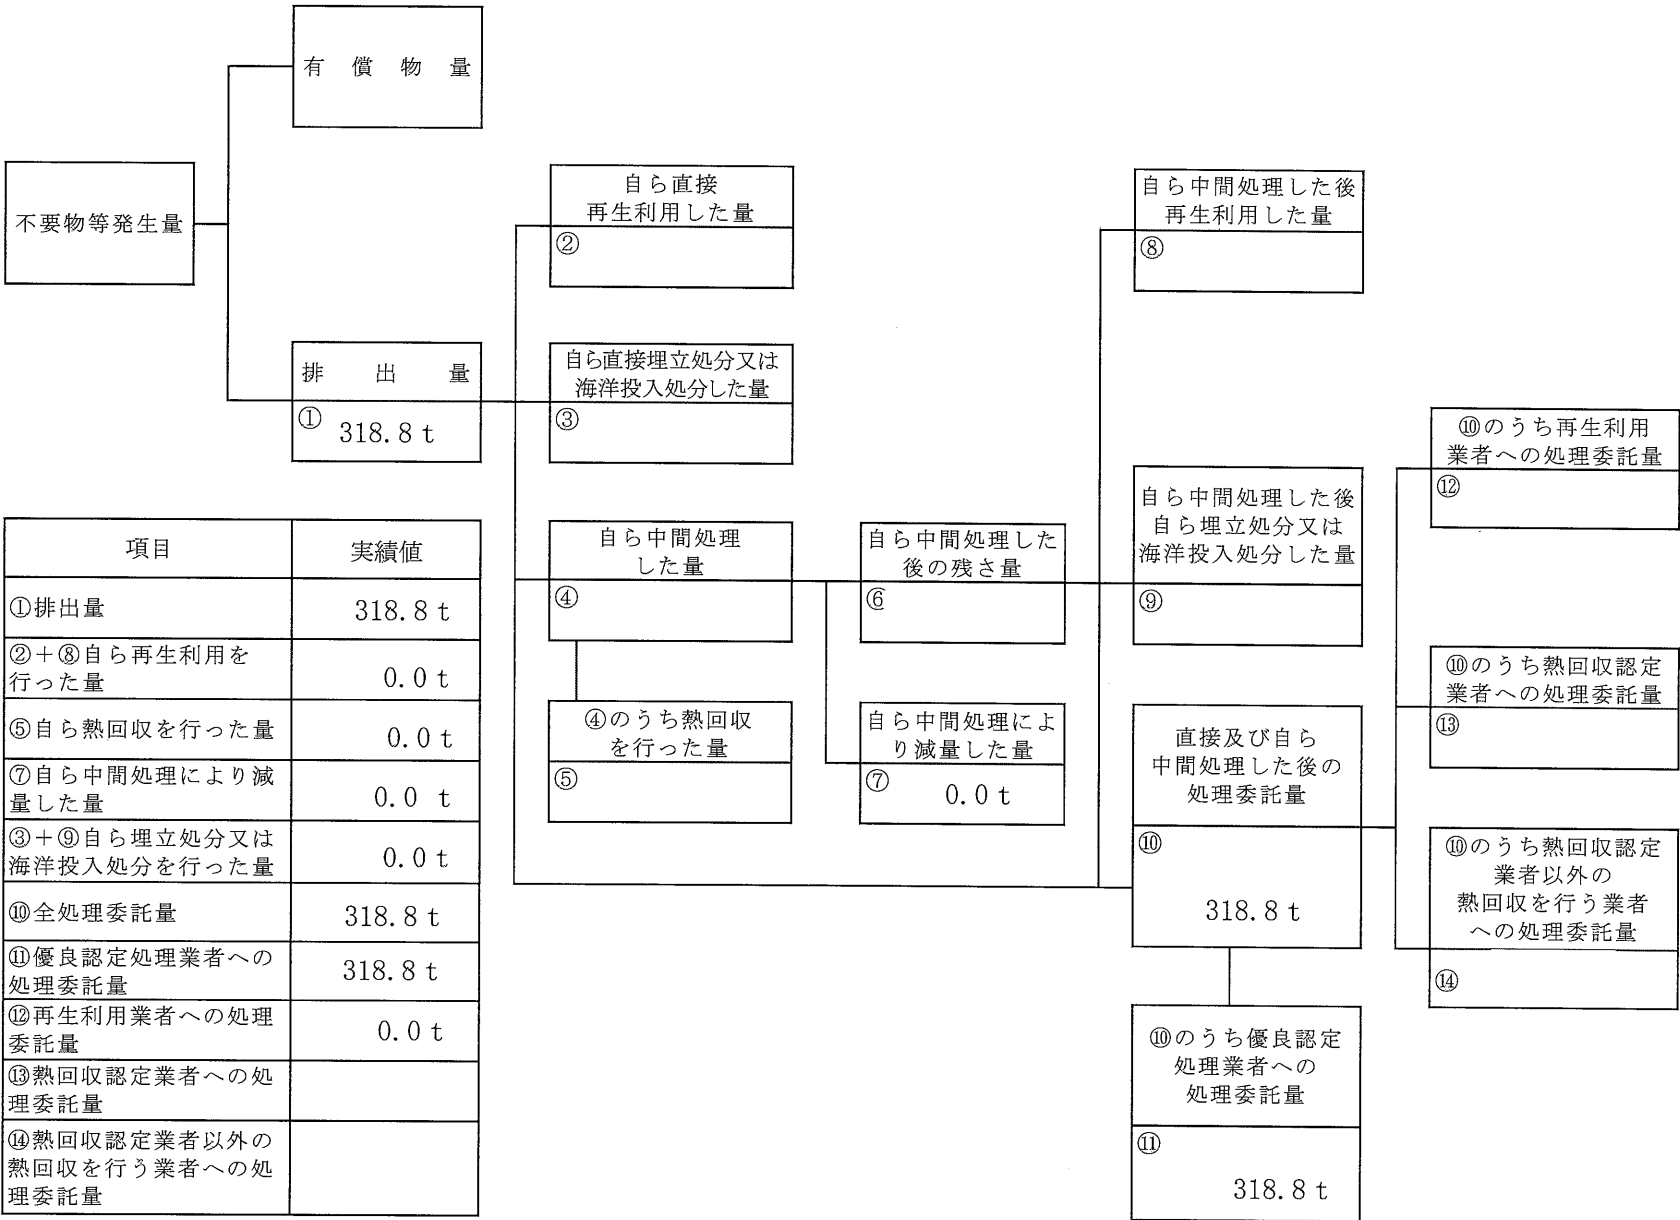 有償物量
不要物等発生量
排出量
① 318.8 t
自ら直接
再生利用した量
②
自ら直接埋立処分又は
海洋投入処分した量
③
自ら中間処理
した量
④
④のうち熱回収
を行った量
⑤
自ら中間処理した
後の残さ量
⑥
自ら中間処理によ
り減量した量
⑦ 0.0 t
自ら中間処理した後
再生利用した量
⑧
自ら中間処理した後
自ら埋立処分又は
海洋投入処分した量
⑨
直接及び自ら
中間処理した後の
処理委託量
⑩
318.8 t
⑩のうち優良認定
処理業者への
処理委託量
⑪
318.8 t
⑩のうち再生利用
業者への処理委託量
⑫
⑩のうち熱回収認定
業者への処理委託量
⑬
⑩のうち熱回収認定
業者以外の
熱回収を行う業者
への処理委託量
⑭
項目 実績値
①排出量 318.8 t
②＋⑧自ら再生利用を
行った量 0.0 t
⑤自ら熱回収を行った量 0.0 t
⑦自ら中間処理により減
量した量 0.0 t
③＋⑨自ら埋立処分又は
海洋投入処分を行った量 0.0 t
⑩全処理委託量 318.8 t
⑪優良認定処理業者への
処理委託量 318.8 t
⑫再生利用業者への処理
委託量 0.0 t
⑬熱回収認定業者への処
理委託量
⑭熱回収認定業者以外の
熱回収を行う業者への処
理委託量